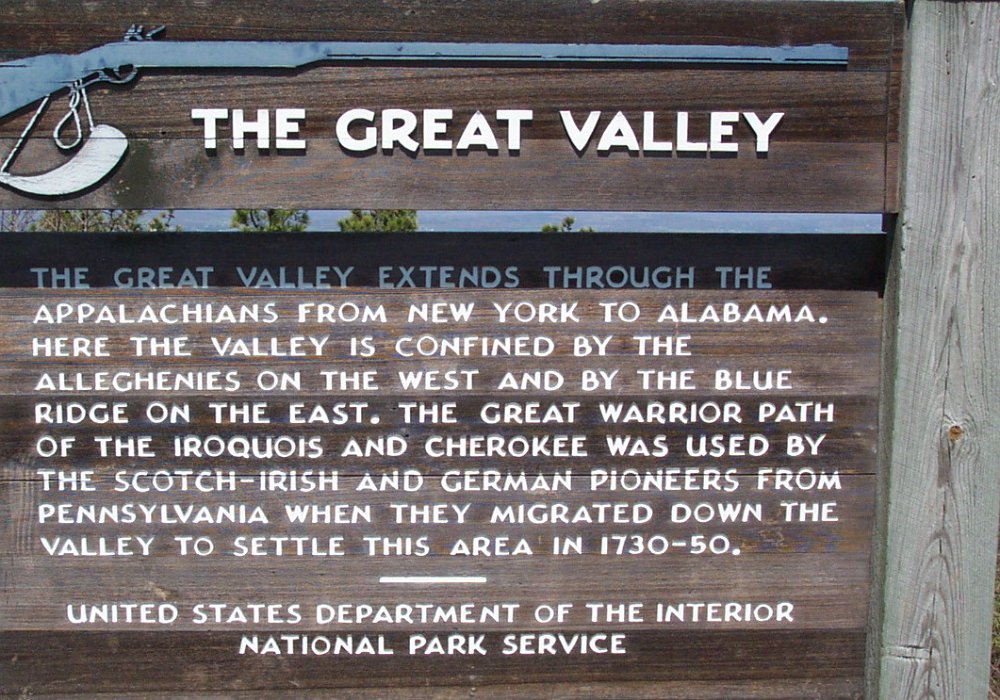 THE GREAT VALLEY
THE GREAT VALLEY EXTENDS THROUGH THE
APPALACHIANS FROM NEW YORK TO ALABAMA.
HERE THE VALLEY IS CONFINED BY THE
ALLEGHENIES ON THE WEST AND BY THE BLUE
RIDGE ON THE EAST. THE GREAT WARRIOR PATH
OF THE IROQUOIS AND CHEROKEE WAS USED BY
THE SCOTCH-IRISH AND GERMAN PIONEERS FROM
PENNSYLVANIA WHEN THEY MIGRATED DOWN THE
VALLEY TO SETTLE THIS AREA IN 1730-50.
UNITED STATES DEPARTMENT OF THE INTERIOR
NATIONAL PARK SERVICE